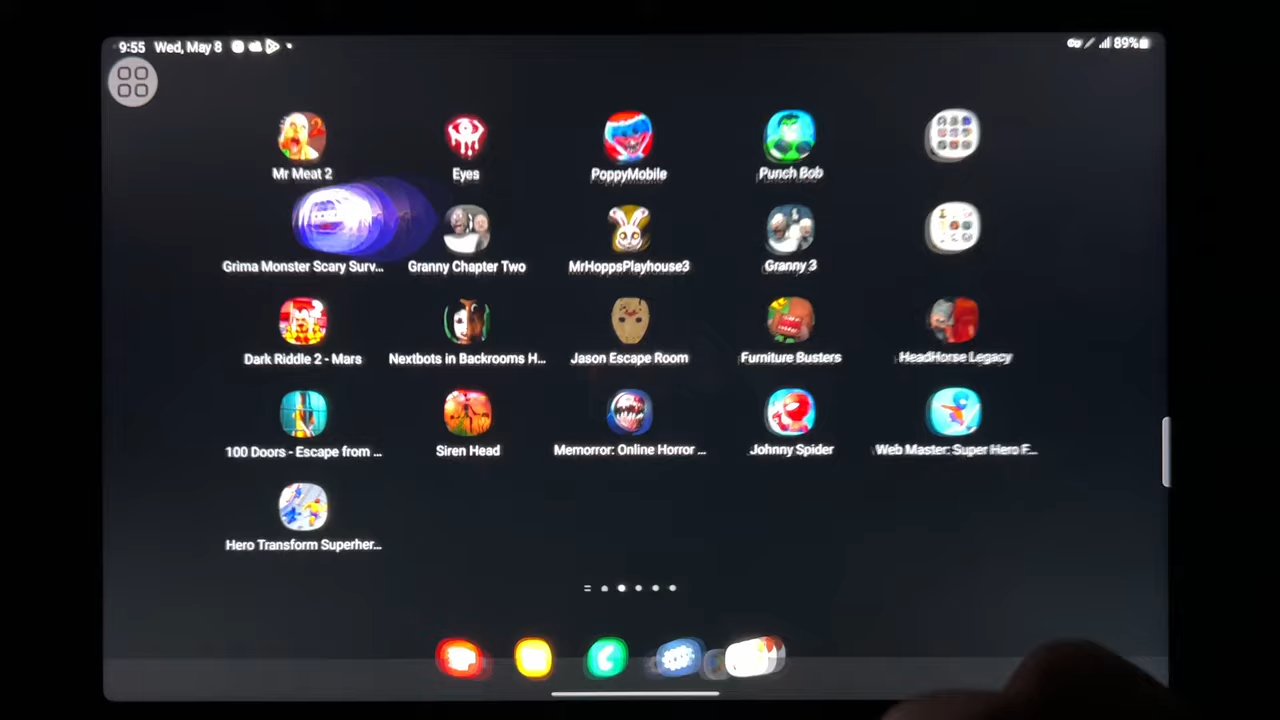 9:55 Wed, May 8
89%
Mr Meat 2
Eyes
PoppyMobile
Punch Bob
Grima Monster Scary Surv...
Granny Chapter Two
MrHoppsPlayhouse3
Granny 3
Dark Riddle 2 - Mars
Nextbots in Backrooms H...
Jason Escape Room
Furniture Busters
HeadHorse Legacy
100 Doors - Escape from ...
Siren Head
Memorror: Online Horror ...
Johnny Spider
Web Master: Super Hero F...
Hero Transform Superher...